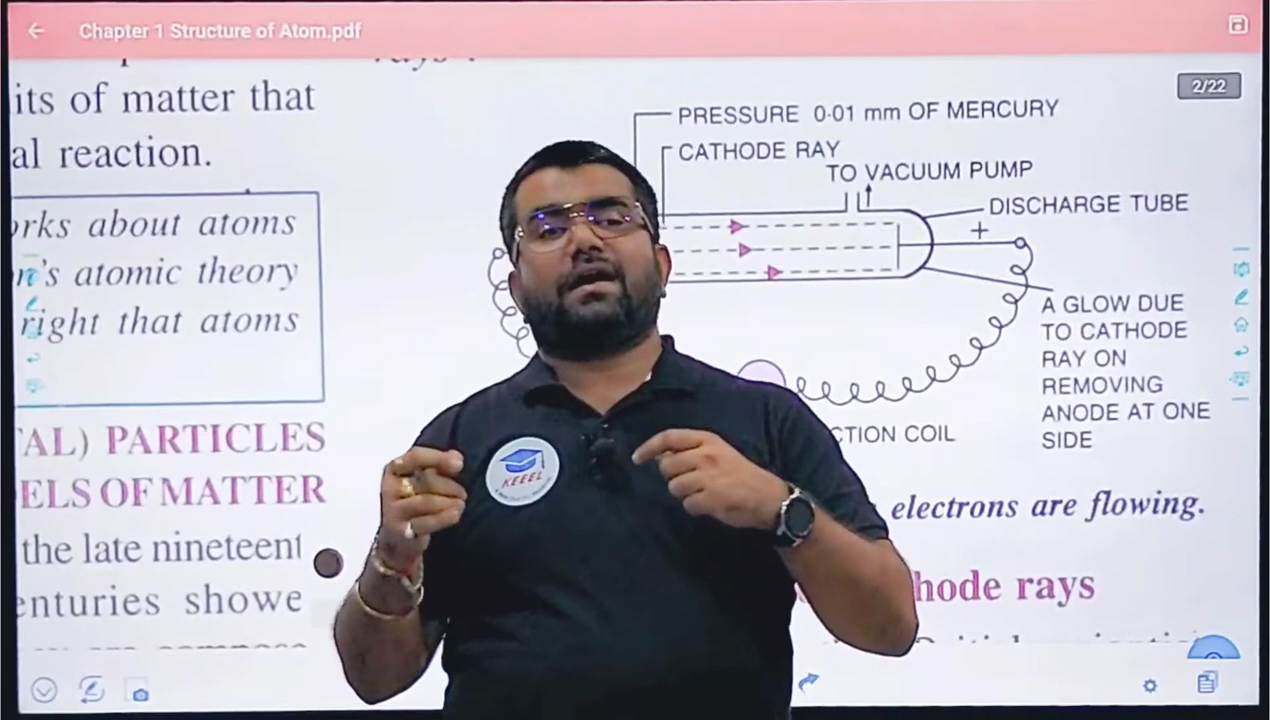 Chapter 1 Structure of Atom.pdf
2/22
its of matter that
al reaction.
rks about atoms
n's atomic theory
right that atoms
AL) PARTICLES
ELS OF MATTER
the late nineteent
enturies showe
PRESSURE 0·01 mm OF MERCURY
CATHODE RAY
TO VACUUM PUMP
DISCHARGE TUBE
+
A GLOW DUE
TO CATHODE
RAY ON
REMOVING
ANODE AT ONE
SIDE
CTION COIL
electrons are flowing.
hode rays
KEEEL